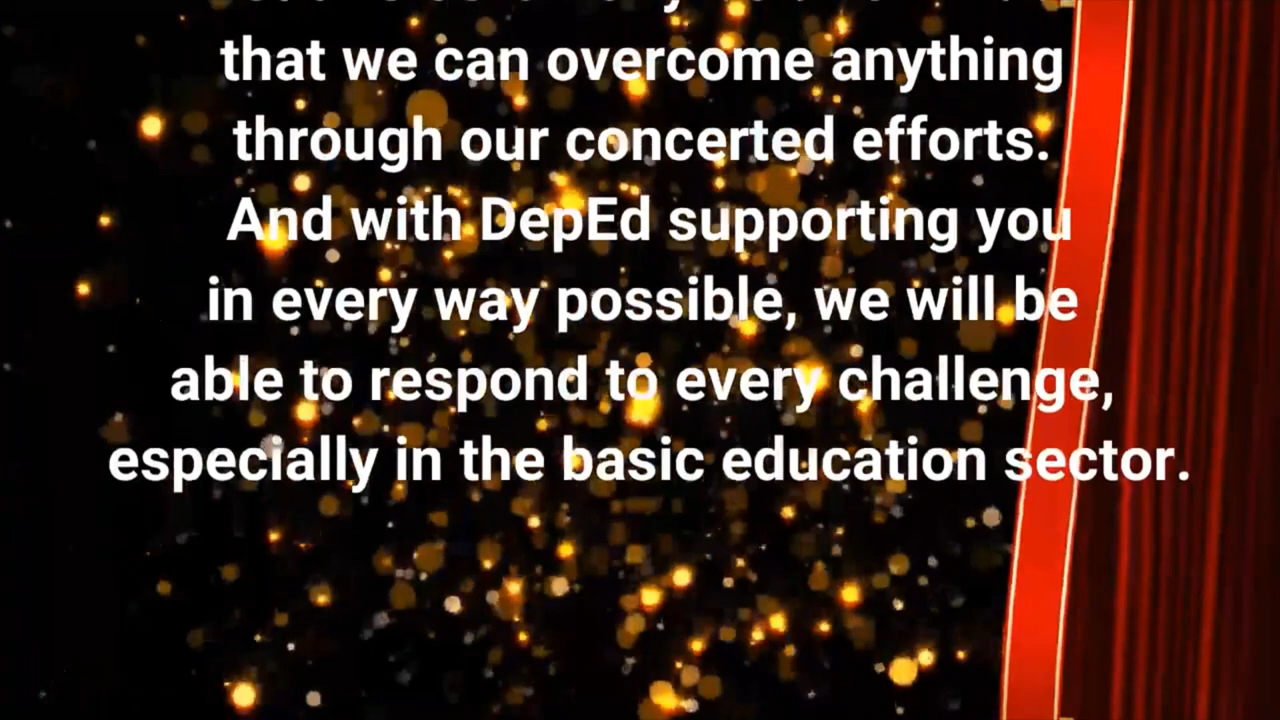 that we can overcome anything
through our concerted efforts.
And with DepEd supporting you
in every way possible, we will be
able to respond to every challenge,
especially in the basic education sector.